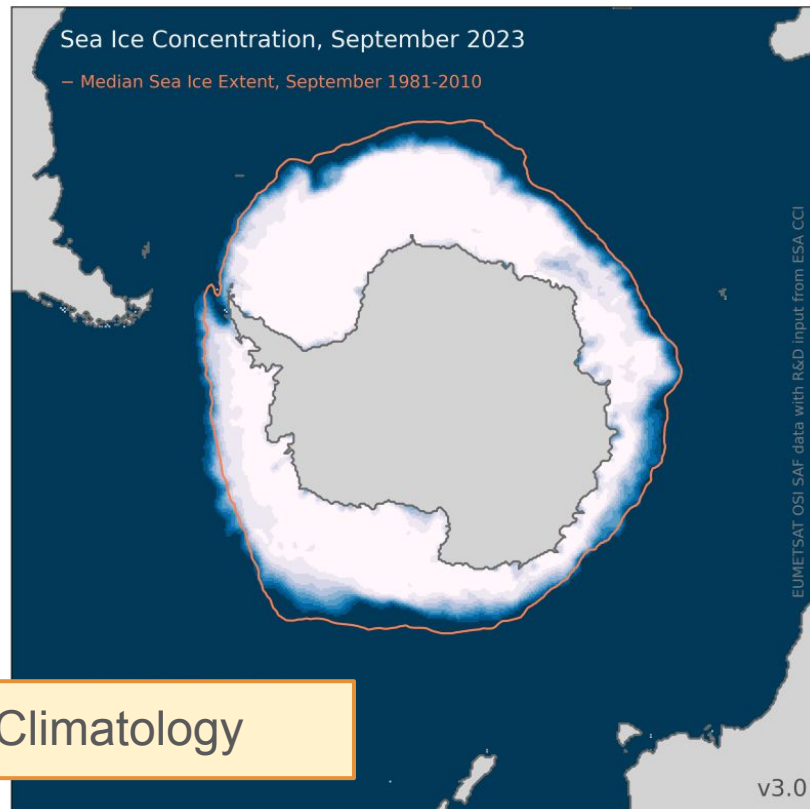 Sea Ice Concentration, September 2023
− Median Sea Ice Extent, September 1981-2010
EUMETSAT OSI SAF data with R&D input from ESA CCI
Climatology
v3.0